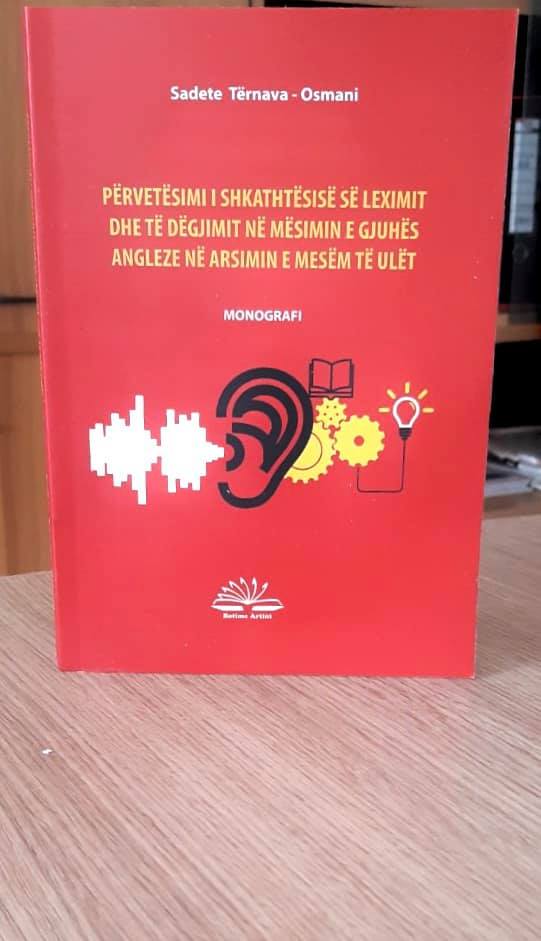 Sadete Tërnava - Osmani
PËRVETËSIMI I SHKATHTËSISË SË LEXIMIT
DHE TË DËGJIMIT NË MËSIMIN E GJUHËS
ANGLEZE NË ARSIMIN E MESËM TË ULËT
MONOGRAFI
Botime Artini